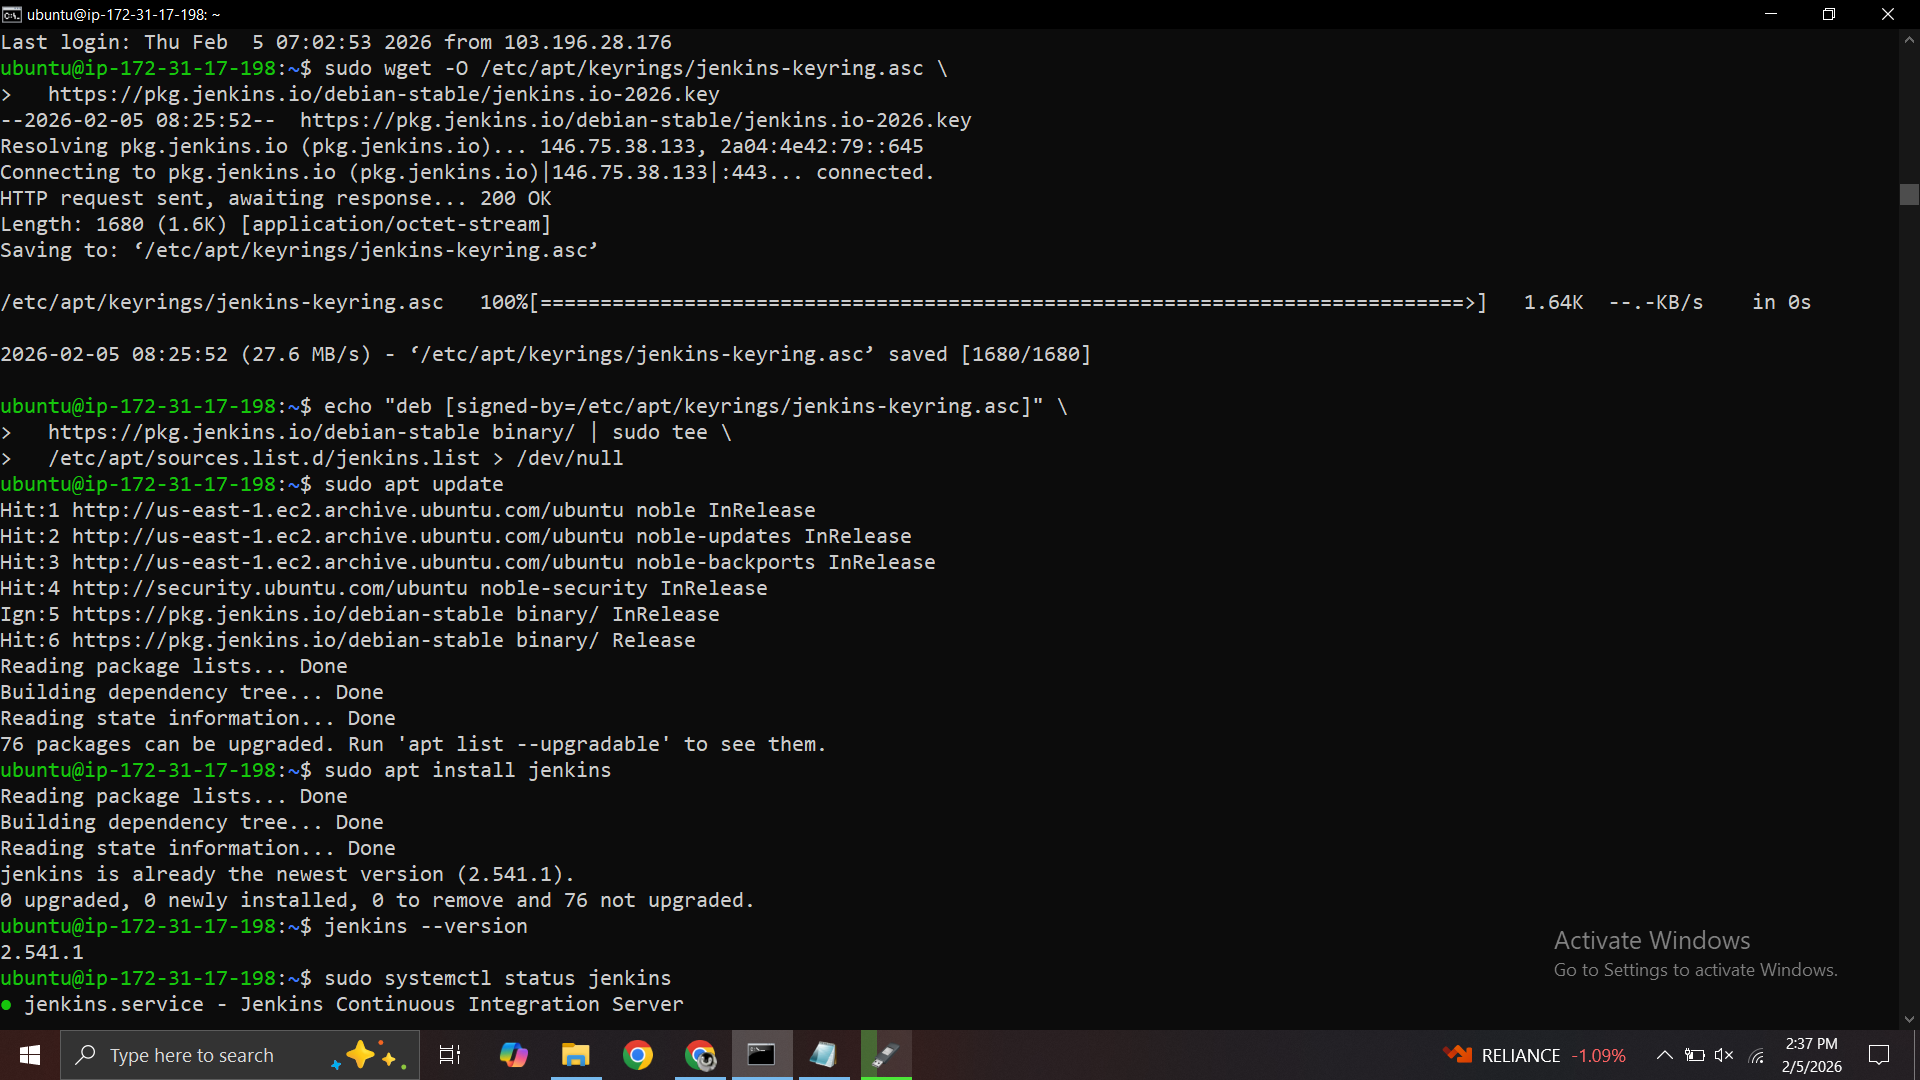 ubuntu@ip-172-31-17-198: ~
Last login: Thu Feb  5 07:02:53 2026 from 103.196.28.176
ubuntu@ip-172-31-17-198:~$ sudo wget -O /etc/apt/keyrings/jenkins-keyring.asc \
>   https://pkg.jenkins.io/debian-stable/jenkins.io-2026.key
--2026-02-05 08:25:52--  https://pkg.jenkins.io/debian-stable/jenkins.io-2026.key
Resolving pkg.jenkins.io (pkg.jenkins.io)... 146.75.38.133, 2a04:4e42:79::645
Connecting to pkg.jenkins.io (pkg.jenkins.io)|146.75.38.133|:443... connected.
HTTP request sent, awaiting response... 200 OK
Length: 1680 (1.6K) [application/octet-stream]
Saving to: ‘/etc/apt/keyrings/jenkins-keyring.asc’
/etc/apt/keyrings/jenkins-keyring.asc   100%[=============================================================================>]   1.64K  --.-KB/s    in 0s
2026-02-05 08:25:52 (27.6 MB/s) - ‘/etc/apt/keyrings/jenkins-keyring.asc’ saved [1680/1680]
ubuntu@ip-172-31-17-198:~$ echo "deb [signed-by=/etc/apt/keyrings/jenkins-keyring.asc]" \
>   https://pkg.jenkins.io/debian-stable binary/ | sudo tee \
>   /etc/apt/sources.list.d/jenkins.list > /dev/null
ubuntu@ip-172-31-17-198:~$ sudo apt update
Hit:1 http://us-east-1.ec2.archive.ubuntu.com/ubuntu noble InRelease
Hit:2 http://us-east-1.ec2.archive.ubuntu.com/ubuntu noble-updates InRelease
Hit:3 http://us-east-1.ec2.archive.ubuntu.com/ubuntu noble-backports InRelease
Hit:4 http://security.ubuntu.com/ubuntu noble-security InRelease
Ign:5 https://pkg.jenkins.io/debian-stable binary/ InRelease
Hit:6 https://pkg.jenkins.io/debian-stable binary/ Release
Reading package lists... Done
Building dependency tree... Done
Reading state information... Done
76 packages can be upgraded. Run 'apt list --upgradable' to see them.
ubuntu@ip-172-31-17-198:~$ sudo apt install jenkins
Reading package lists... Done
Building dependency tree... Done
Reading state information... Done
jenkins is already the newest version (2.541.1).
0 upgraded, 0 newly installed, 0 to remove and 76 not upgraded.
ubuntu@ip-172-31-17-198:~$ jenkins --version
2.541.1
ubuntu@ip-172-31-17-198:~$ sudo systemctl status jenkins
● jenkins.service - Jenkins Continuous Integration Server
Activate Windows
Go to Settings to activate Windows.
Type here to search
RELIANCE -1.09%
2:37 PM
2/5/2026